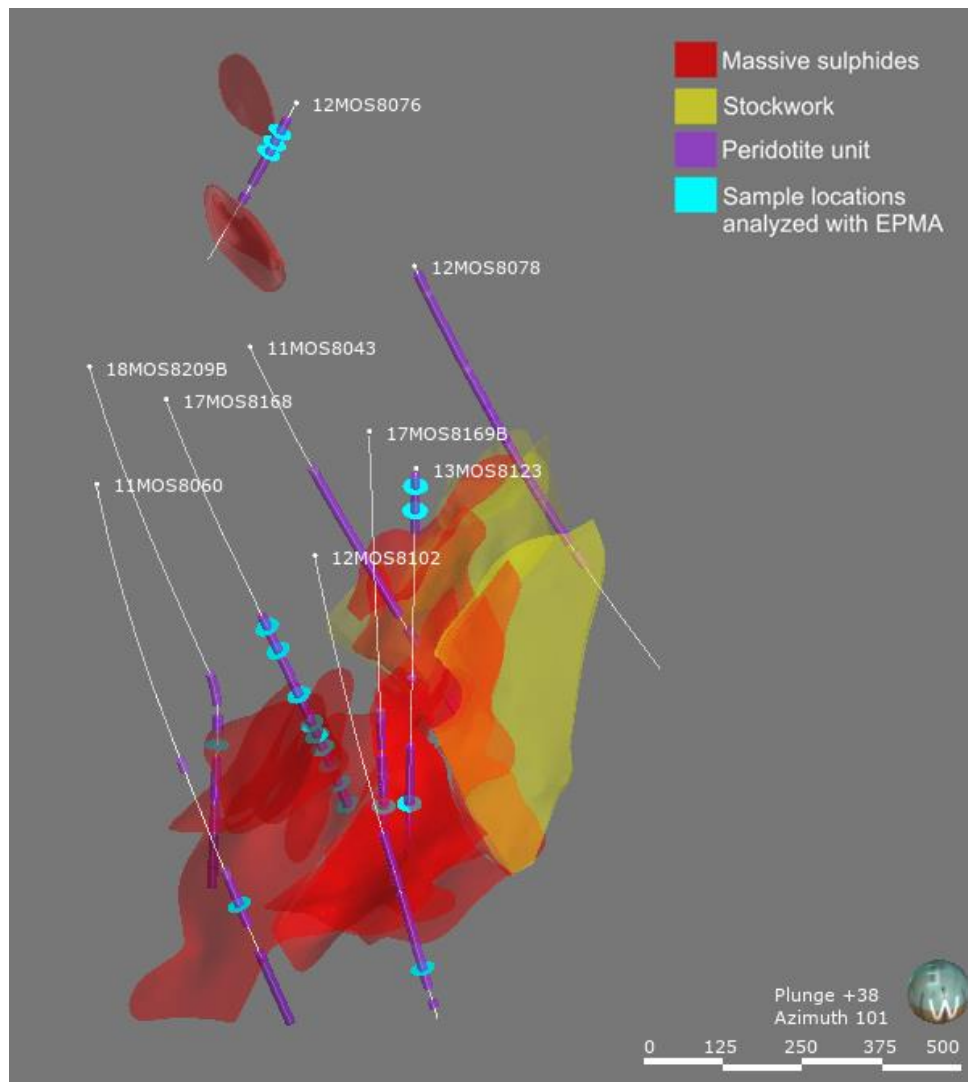 Massive sulphides
Stockwork
Peridotite unit
Sample locations
analyzed with EPMA
12MOS8076
12MOS8078
11MOS8043
18MOS8209B
17MOS8168
17MOS8169B
13MOS8123
11MOS8060
12MOS8102
Plunge +38
Azimuth 101
0 125 250 375 500
E
W